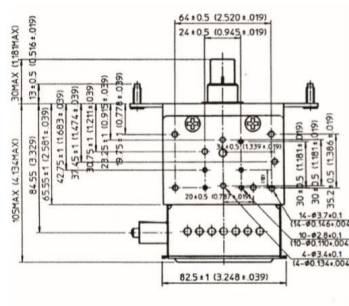 64±0.5 (2.520±.019)
24±0.5 (0.945±.019)
30MAX (1.181MAX)
13±0.5 (0.516±.019)
105MAX (4.134MAX)
84.55 (3.329)
65.55±1 (2.581±.039)
42.75±1 (1.683±.039)
37.45±1 (1.474±.039)
30.75±1 (1.211±.039)
23.25±1 (0.915±.039)
19.75±1 (0.778±.039)
34±0.5 (1.339±.019)
20±0.5 (0.787±.019)
30±0.5 (1.181±.019)
30±0.5 (1.181±.019)
35.2±0.5 (1.386±.019)
14-Ø3.7±0.1
(14-Ø0.146±.004
10-Ø2.8±0.1
(10-Ø0.110±.004
4-Ø3.4±0.1
(4-Ø0.134±.004
82.5±1 (3.248±.039)